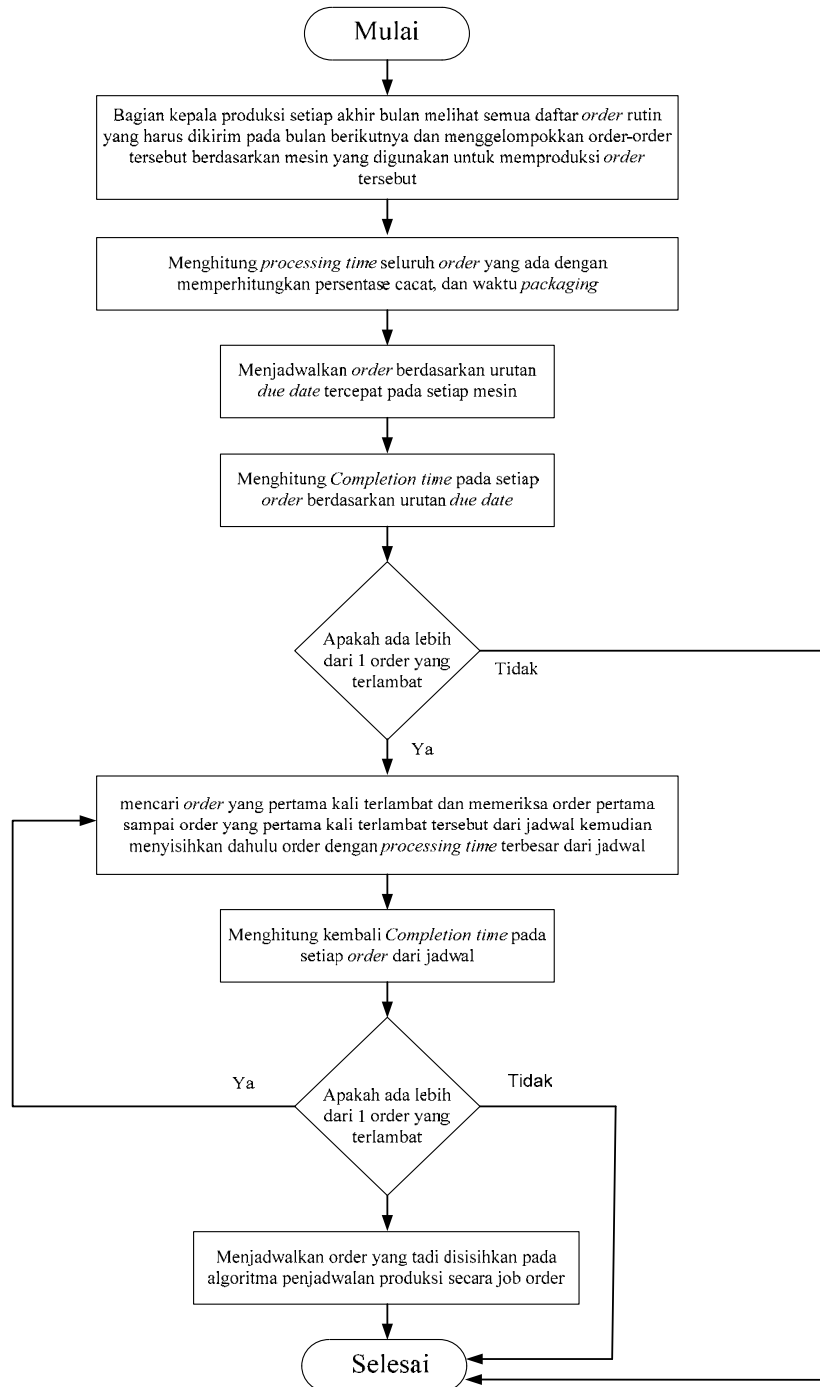 Mulai
Bagian kepala produksi setiap akhir bulan melihat semua daftar order rutin
yang harus dikirim pada bulan berikutnya dan menggelompokkan order-order
tersebut berdasarkan mesin yang digunakan untuk memproduksi order
tersebut
Menghitung processing time seluruh order yang ada dengan
memperhitungkan persentase cacat, dan waktu packaging
Menjadwalkan order berdasarkan urutan
due date tercepat pada setiap mesin
Menghitung Completion time pada setiap
order berdasarkan urutan due date
Apakah ada lebih
dari 1 order yang
terlambat
Tidak
Ya
mencari order yang pertama kali terlambat dan memeriksa order pertama
sampai order yang pertama kali terlambat tersebut dari jadwal kemudian
menyisihkan dahulu order dengan processing time terbesar dari jadwal
Menghitung kembali Completion time pada
setiap order dari jadwal
Ya
Tidak
Apakah ada lebih
dari 1 order yang
terlambat
Menjadwalkan order yang tadi disisihkan pada
algoritma penjadwalan produksi secara job order
Selesai